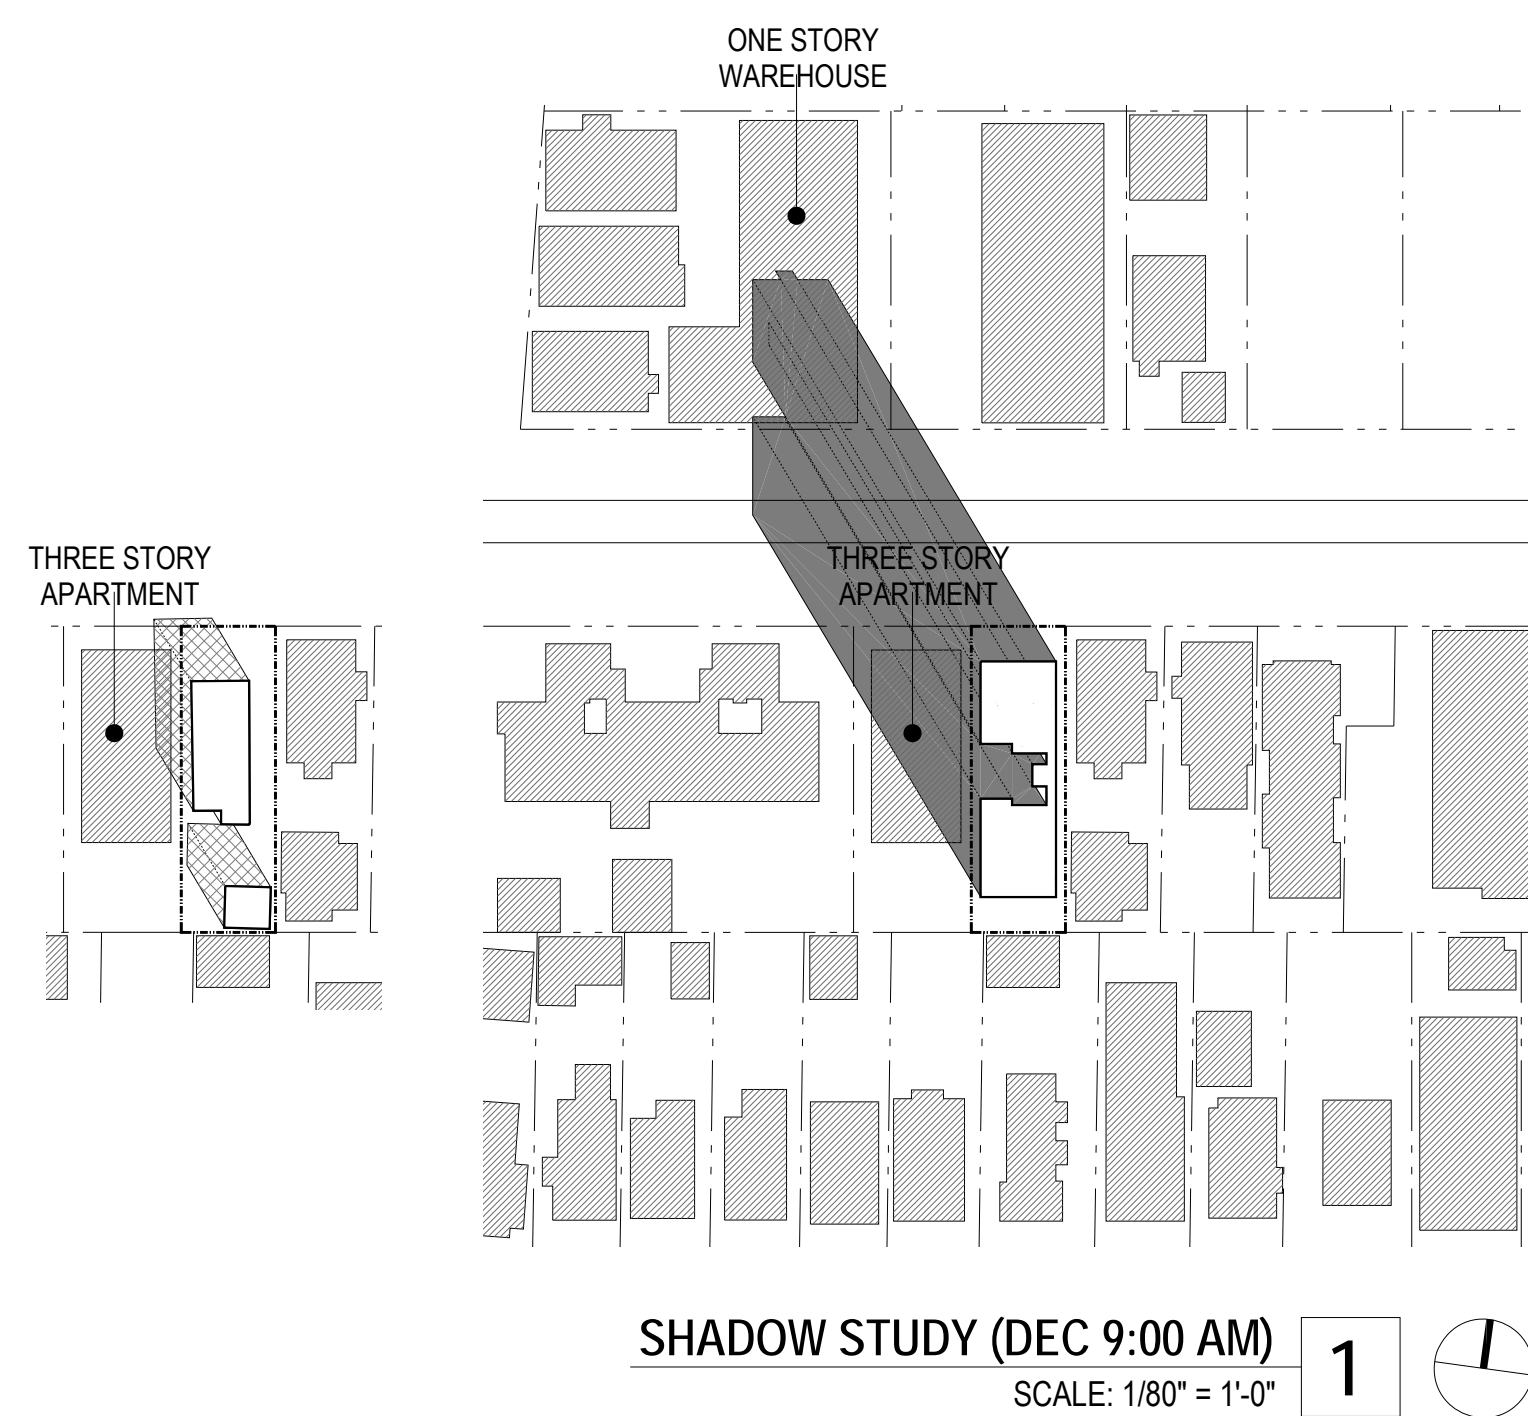 ONE STORY
WAREHOUSE
THREE STORY
APARTMENT
THREE STORY
APARTMENT
SHADOW STUDY (DEC 9:00 AM)
1
SCALE: 1/80" = 1'-0"